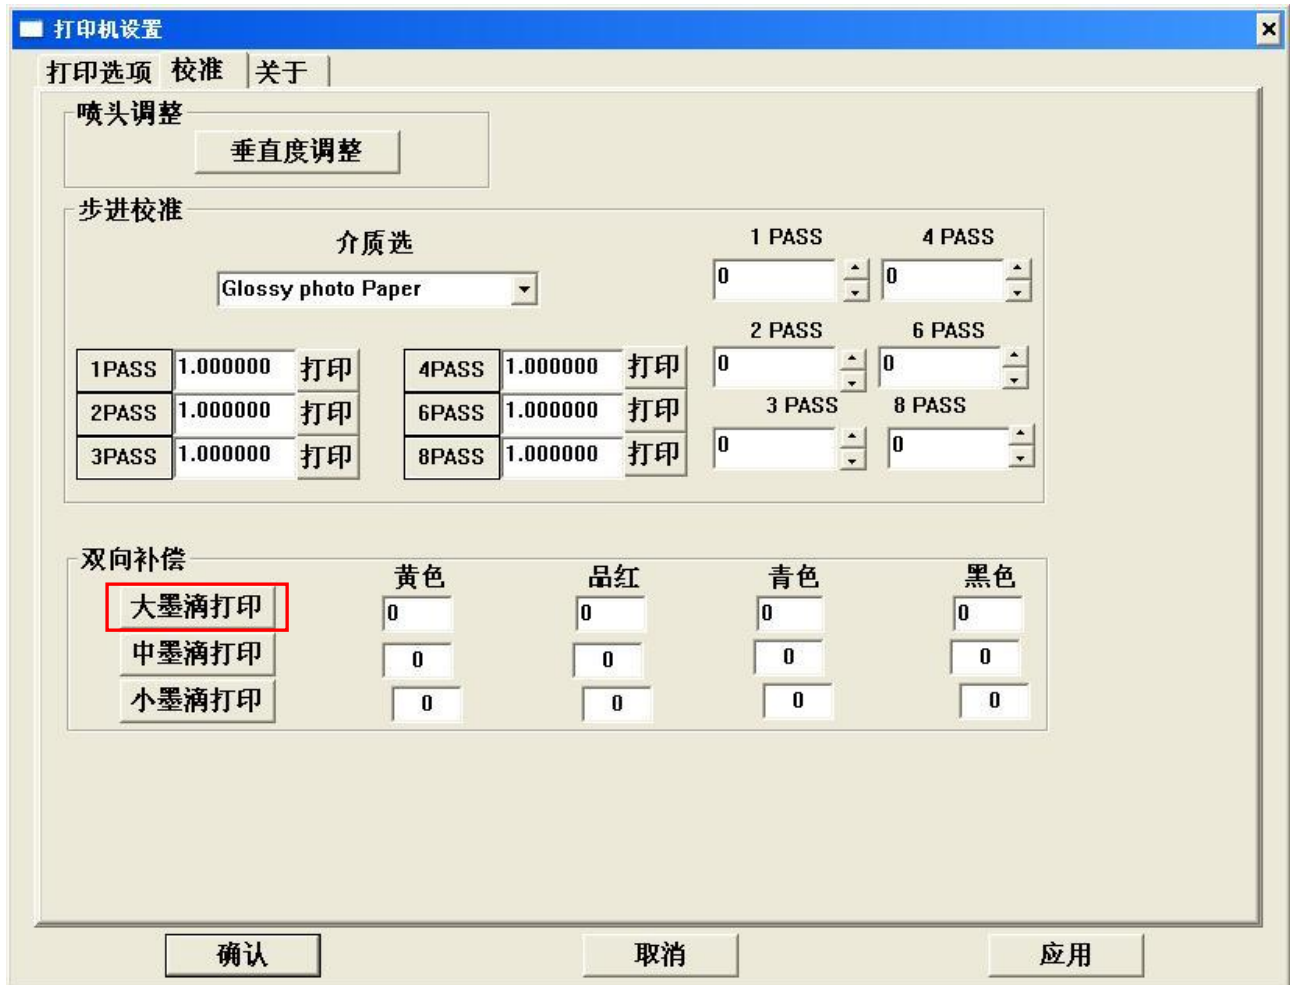 打印机设置
打印选项 校准 关于
喷头调整
垂直度调整
步进校准
介质选
Glossy photo Paper
1 PASS 4 PASS
0 0
2 PASS 6 PASS
0 0
3 PASS 8 PASS
0 0
1PASS 1.000000 打印 4PASS 1.000000 打印
2PASS 1.000000 打印 6PASS 1.000000 打印
3PASS 1.000000 打印 8PASS 1.000000 打印
双向补偿
黄色 品红 青色 黑色
大墨滴打印 0 0 0 0
中墨滴打印 0 0 0 0
小墨滴打印 0 0 0 0
确认 取消 应用